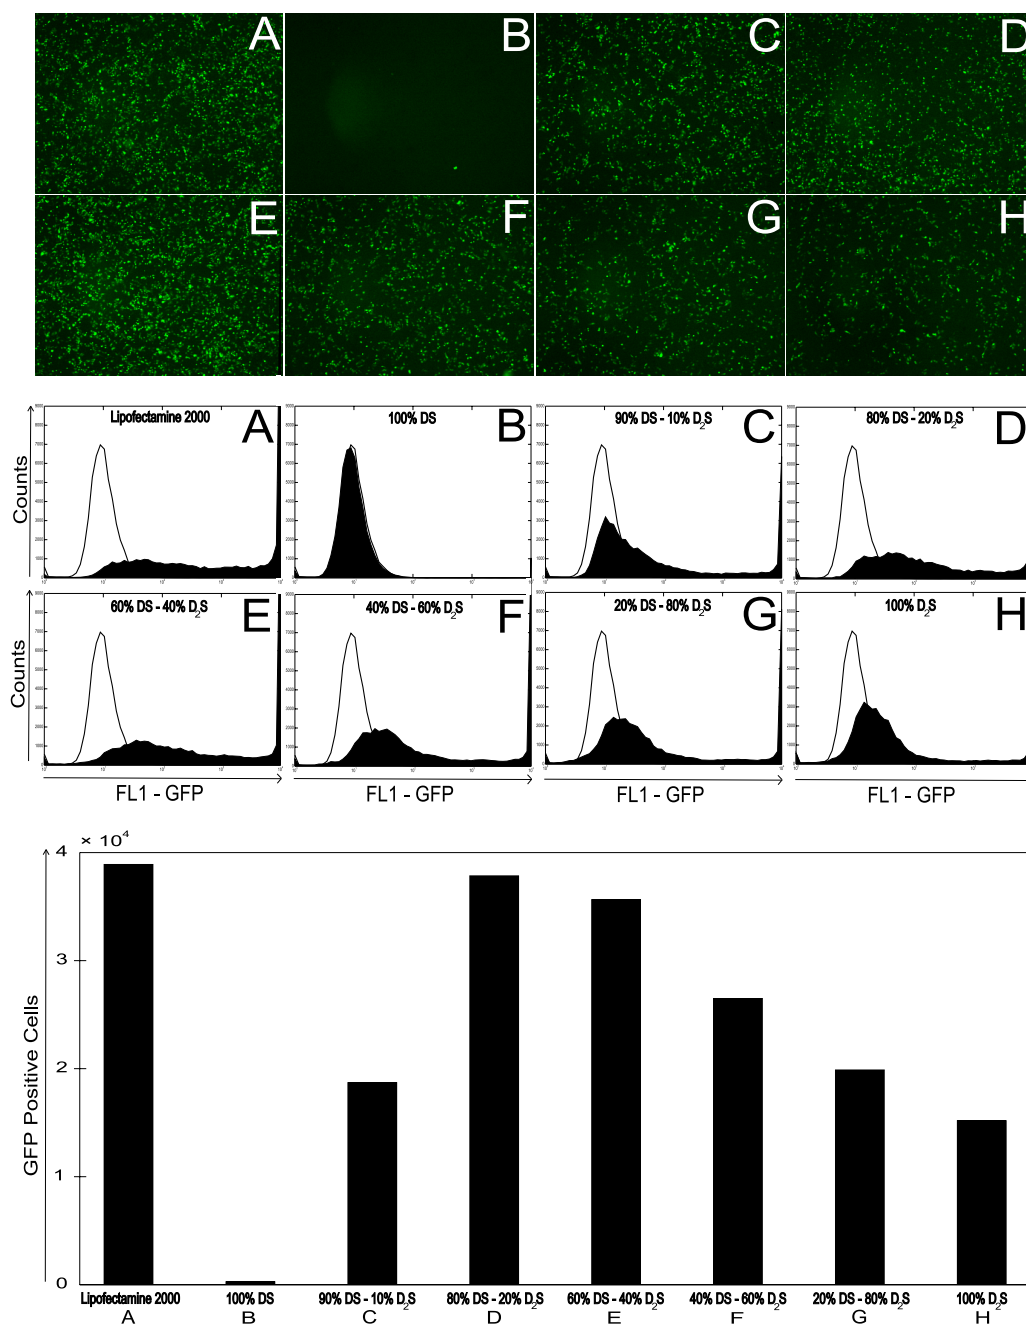 A
B
C
D
E
F
G
H
Counts
Lipofectamine 2000
A
100% DS
B
90% DS - 10% D2S
C
80% DS - 20% D2S
D
Counts
60% DS - 40% D2S
E
40% DS - 60% D2S
F
20% DS - 80% D2S
G
100% D2S
H
FL1 - GFP
FL1 - GFP
FL1 - GFP
FL1 - GFP
× 10^4
4
3
2
1
0
GFP Positive Cells
Lipofectamine 2000
100% DS
90% DS - 10% D2S
80% DS - 20% D2S
60% DS - 40% D2S
40% DS - 60% D2S
20% DS - 80% D2S
100% D2S
A
B
C
D
E
F
G
H